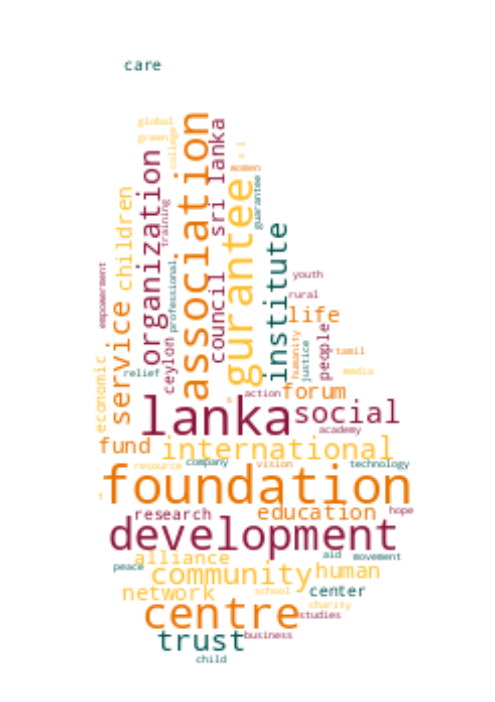 care
global
green
college
association
sri lanka
s l
women
organization
training
children
gurantee
guarantee
institute
empowerment
professional
council
youth
rural
life
service
ceylon
relief
humanity
justice
people
tamil
media
economic
action
forum
lanka
social
academy
fund
international
resource
company
vision
technology
foundation
research
education
hope
development
alliance
aid
movement
peace
community
human
network
school
center
charity
centre
studies
trust
business
child